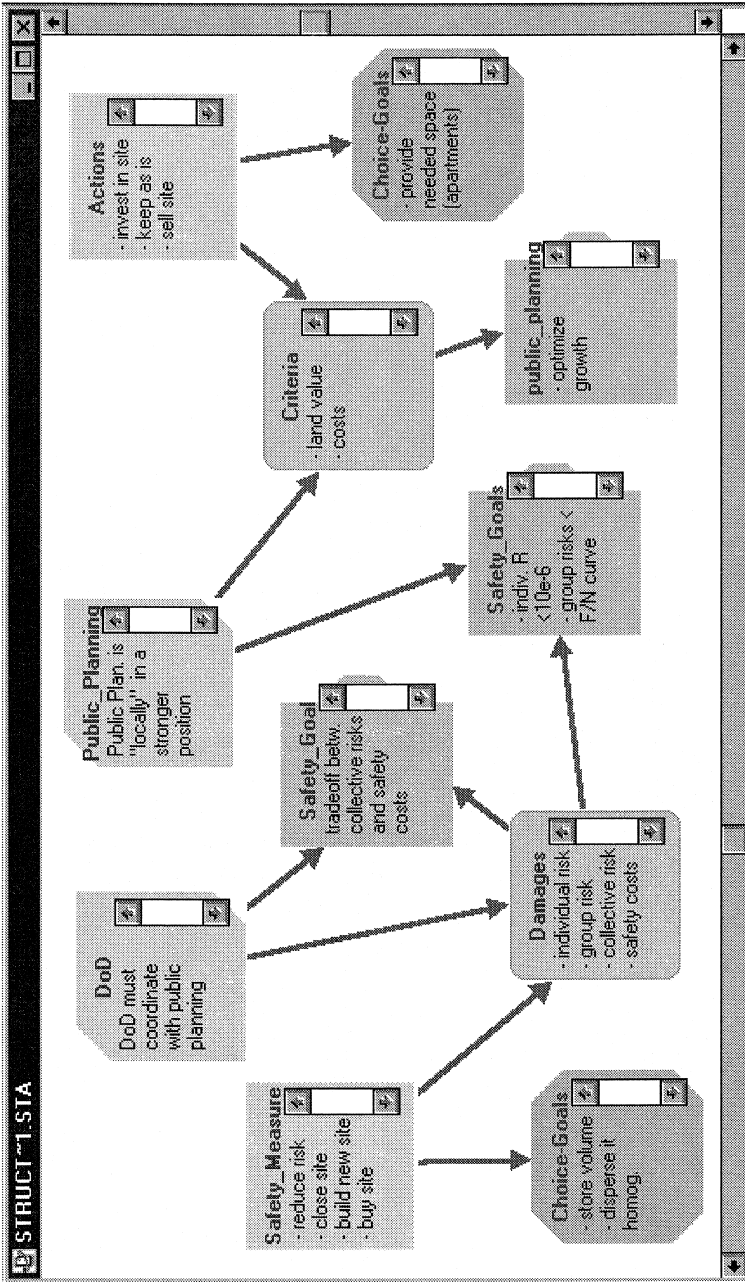 STRUCT~1.STA
DoD
DoD must
coordinate
with public
planning
Public_Planning
Public Plan. is
"locally" in a
stronger
position
Actions
- invest in site
- keep as is
- sell site
Safety_Measure
- reduce risk
- close site
- build new site
- buy site
Safety_Goal
tradeoff betw.
collective risks
and safety
costs
Criteria
- land value
- costs
Choice-Goals
- provide
needed space
(apartments)
Choice-Goals
- store volume
- disperse it
homog.
Damages
- individual risk
- group risk
- collective risk
- safety costs
Safety_Goals
- indiv. R
<10e-6
- group risks <
F/N curve
public_planning
- optimize
growth